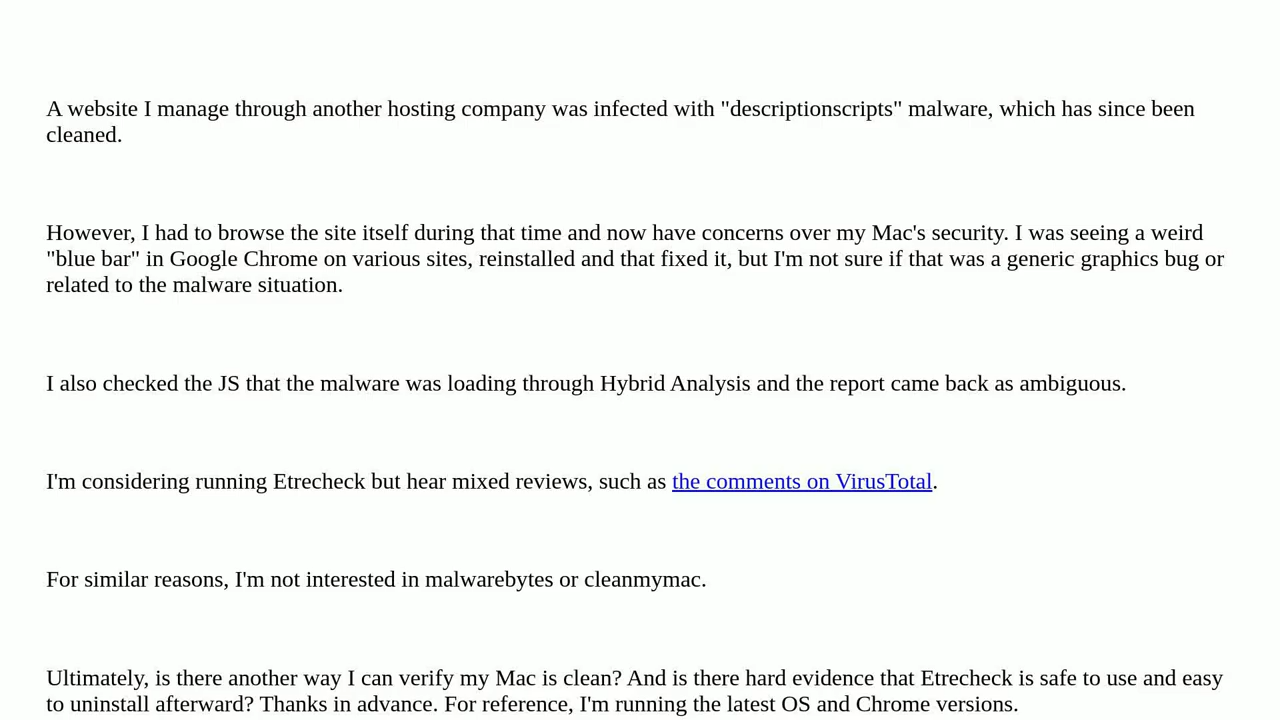 A website I manage through another hosting company was infected with "descriptionscripts" malware, which has since been
cleaned.
However, I had to browse the site itself during that time and now have concerns over my Mac's security. I was seeing a weird
"blue bar" in Google Chrome on various sites, reinstalled and that fixed it, but I'm not sure if that was a generic graphics bug or
related to the malware situation.
I also checked the JS that the malware was loading through Hybrid Analysis and the report came back as ambiguous.
I'm considering running Etrecheck but hear mixed reviews, such as the comments on VirusTotal.
For similar reasons, I'm not interested in malwarebytes or cleanmymac.
Ultimately, is there another way I can verify my Mac is clean? And is there hard evidence that Etrecheck is safe to use and easy
to uninstall afterward? Thanks in advance. For reference, I'm running the latest OS and Chrome versions.